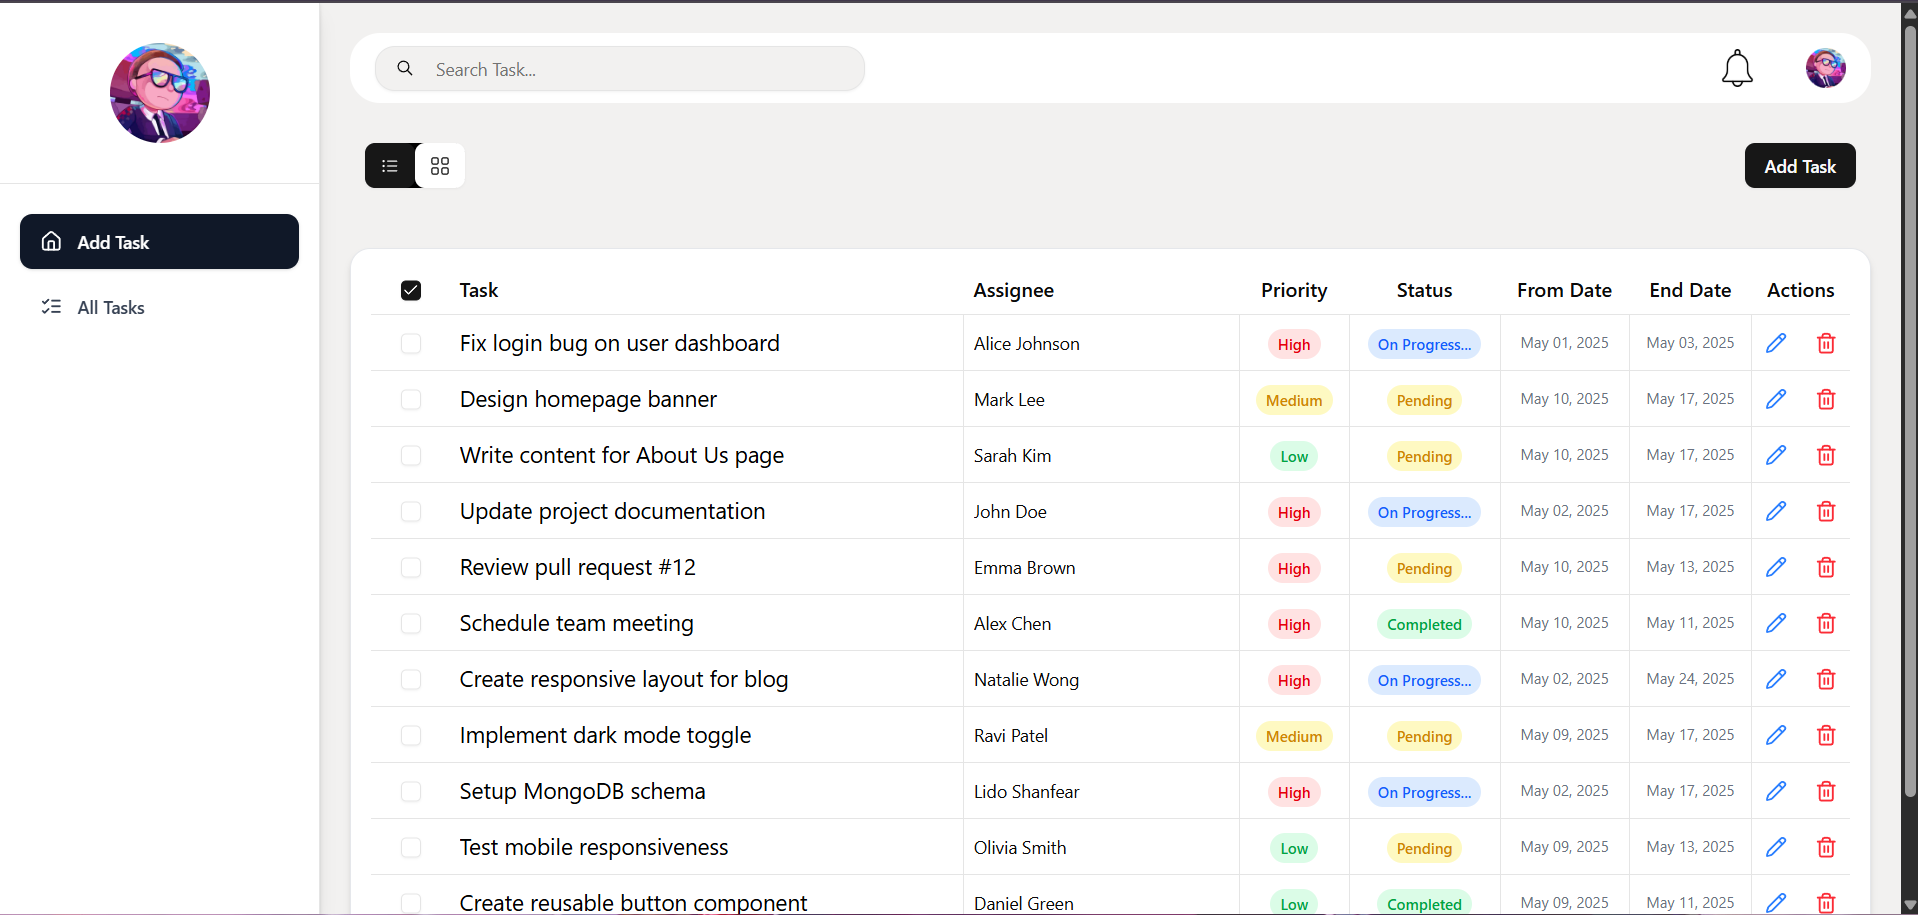 Search Task...
Add Task
Add Task
All Tasks
Task Assignee Priority Status From Date End Date Actions
Fix login bug on user dashboard Alice Johnson High On Progress... May 01, 2025 May 03, 2025
Design homepage banner Mark Lee Medium Pending May 10, 2025 May 17, 2025
Write content for About Us page Sarah Kim Low Pending May 10, 2025 May 17, 2025
Update project documentation John Doe High On Progress... May 02, 2025 May 17, 2025
Review pull request #12 Emma Brown High Pending May 10, 2025 May 13, 2025
Schedule team meeting Alex Chen High Completed May 10, 2025 May 11, 2025
Create responsive layout for blog Natalie Wong High On Progress... May 02, 2025 May 24, 2025
Implement dark mode toggle Ravi Patel Medium Pending May 09, 2025 May 17, 2025
Setup MongoDB schema Lido Shanfear High On Progress... May 02, 2025 May 17, 2025
Test mobile responsiveness Olivia Smith Low Pending May 09, 2025 May 13, 2025
Create reusable button component Daniel Green Low Completed May 09, 2025 May 11, 2025